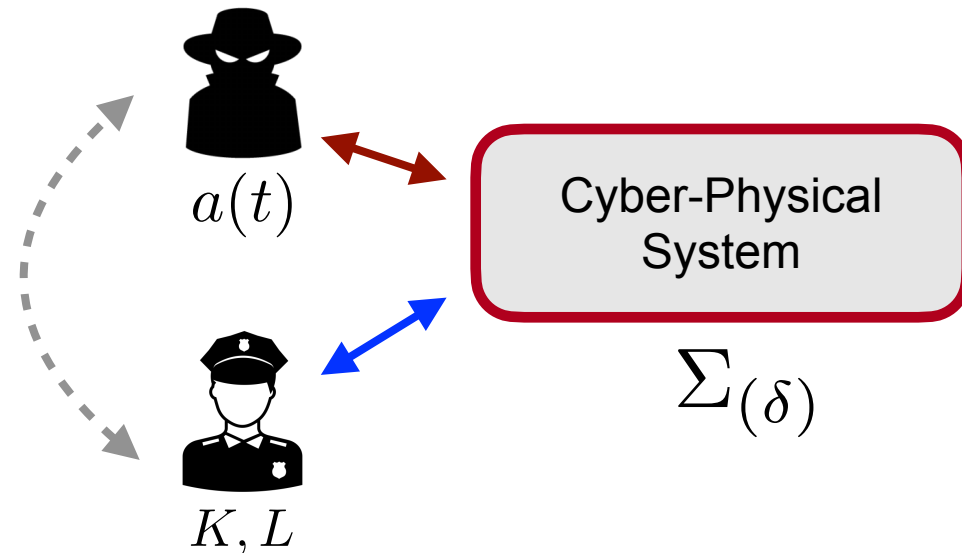 a(t)
Cyber-Physical
System
Σ(δ)
K, L